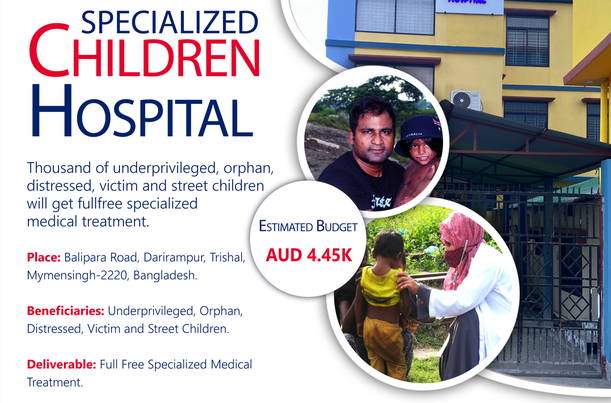 SPECIALIZED
CHILDREN
HOSPITAL
Thousand of underprivileged, orphan,
distressed, victim and street children
will get fullfree specialized
medical treatment.
ESTIMATED BUDGET
AUD 4.45K
Place: Balipara Road, Darirampur, Trishal,
Mymensingh-2220, Bangladesh.
Beneficiaries: Underprivileged, Orphan,
Distressed, Victim and Street Children.
Deliverable: Full Free Specialized Medical
Treatment.